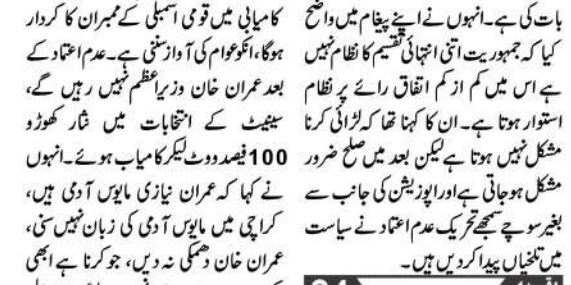 بات کی ہے۔انہوں نے اپنے پیغام میں واضح
کیا کہ جمہوریت اتنی انتہائی تقسیم کا نظام نہیں
ہے اس میں کم از کم اتفاق رائے پر نظام
استوار ہوتا ہے۔ ان کا کہنا تھا کہ لڑائی کرنا
مشکل نہیں ہوتا ہے لیکن بعد میں صلح ضرور
مشکل ہوجاتی ہے اور اپوزیشن کی جانب سے
بغیر سوچے سمجھے تحریک عدم اعتماد نے سیاست
میں تلخیاں پیدا کردیں ہیں۔
کامیابی میں قومی اسمبلی کے ممبران کا کردار
ہوگا، انکو عوام کی آواز سننی ہے۔عدم اعتماد کے
بعد عمران خان وزیراعظم نہیں رہیں گے،
سینیٹ کے انتخابات میں نثار کھوڑو
100 فیصد ووٹ لیکر کامیاب ہوئے۔انہوں
نے کہا کہ عمران نیازی مایوس آدمی ہیں،
کراچی میں مایوس آدمی کی زبان نہیں سنی،
عمران خان دھمکی نہ دیں، جو کرنا ہے ابھی